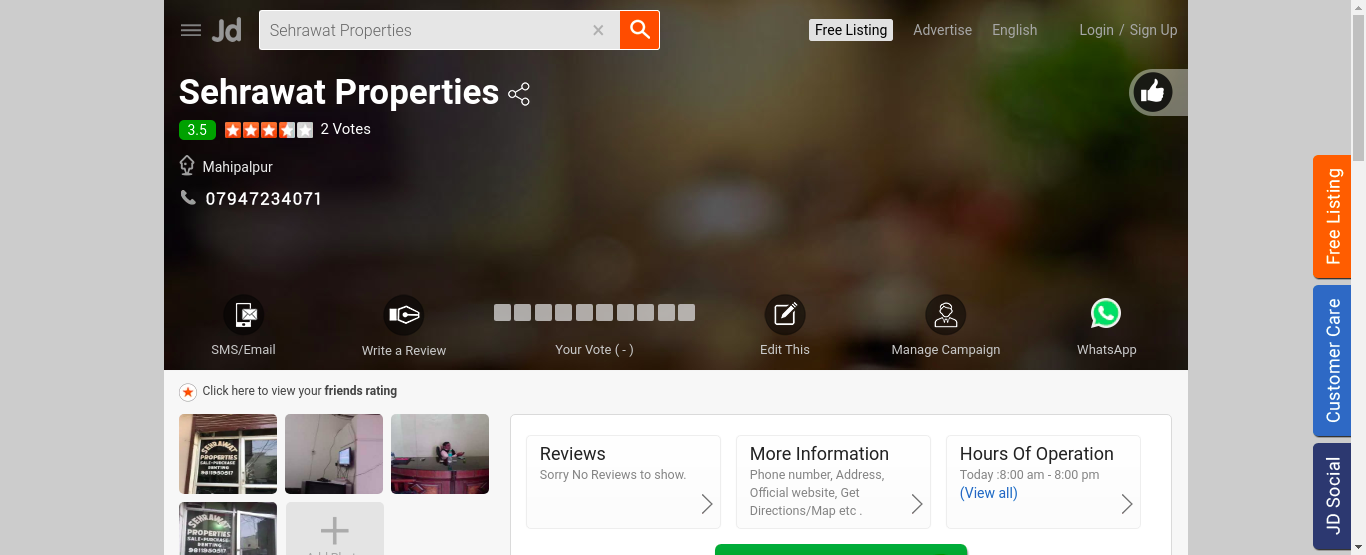 Jd
Sehrawat Properties
Free Listing
Advertise
English
Login / Sign Up
Sehrawat Properties
3.5
2 Votes
Mahipalpur
07947234071
SMS/Email
Write a Review
Your Vote ( - )
Edit This
Manage Campaign
WhatsApp
Click here to view your friends rating
SEHRAWAT
PROPERTIES
SALE-PURCHASE
RENTING
SEHRAWAT
PROPERTIES
SALE-PURCHASE
RENTING
Reviews
Sorry No Reviews to show.
More Information
Phone number, Address,
Official website, Get
Directions/Map etc .
Hours Of Operation
Today :8:00 am - 8:00 pm
(View all)
Free Listing
Customer Care
JD Social